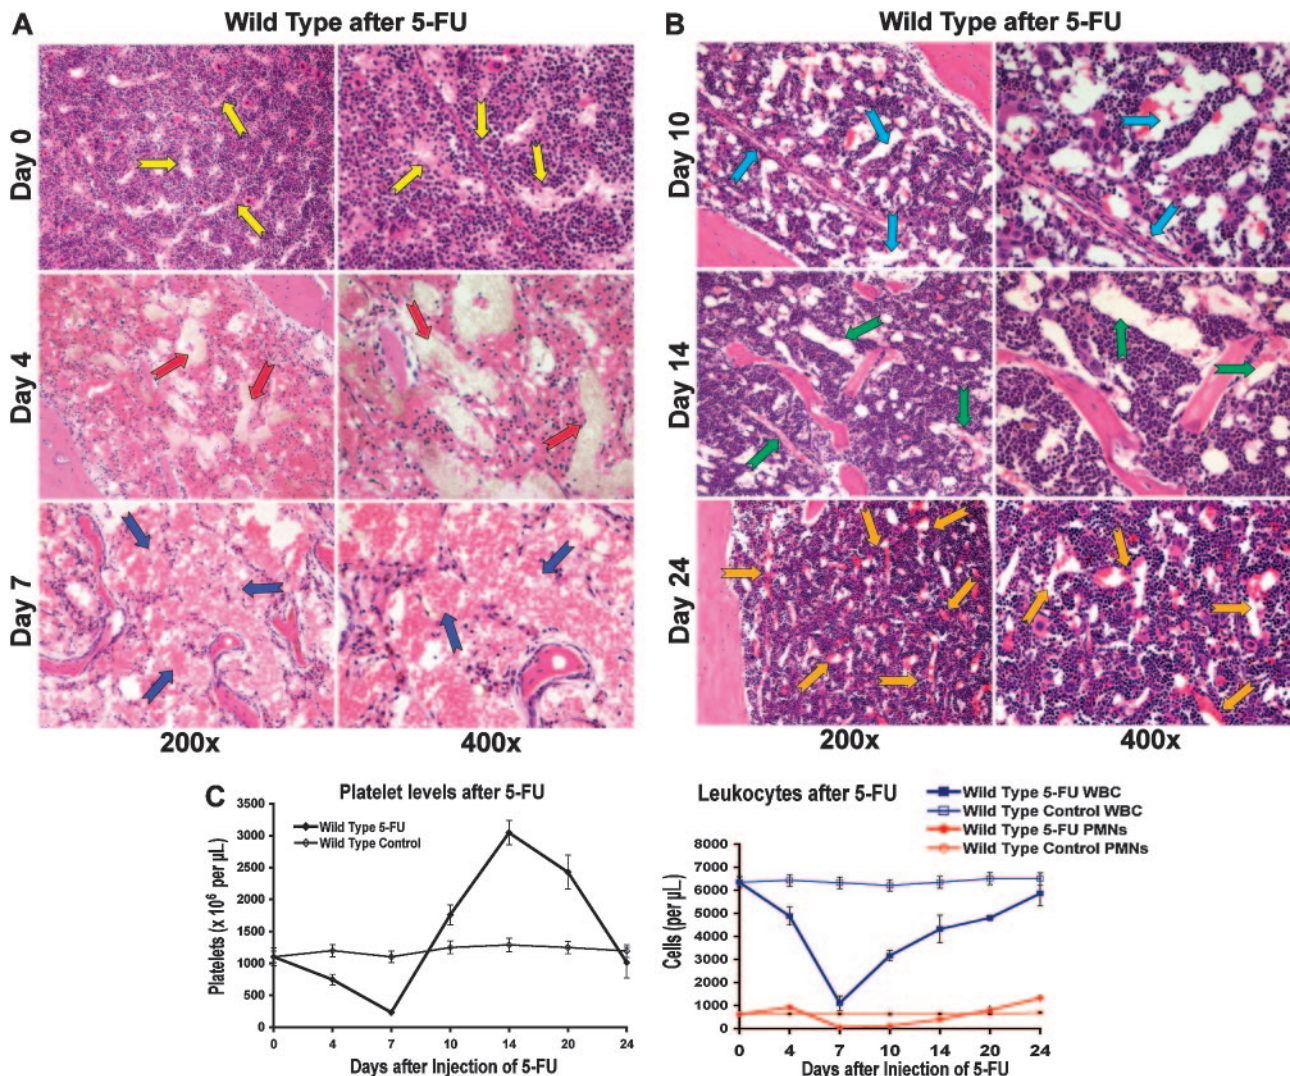 A
Wild Type after 5-FU
Day 0
Day 4
Day 7
200x
400x
B
Wild Type after 5-FU
Day 10
Day 14
Day 24
200x
400x
C
Platelet levels after 5-FU
Wild Type 5-FU
Wild Type Control
Platelets (x 10⁶ per µL)
3500
3000
2500
2000
1500
1000
500
0
0 4 7 10 14 20 24
Days after Injection of 5-FU
Leukocytes after 5-FU
Wild Type 5-FU WBC
Wild Type Control WBC
Wild Type 5-FU PMNs
Wild Type Control PMNs
Cells (per µL)
8000
7000
6000
5000
4000
3000
2000
1000
0
0 4 7 10 14 20 24
Days after Injection of 5-FU